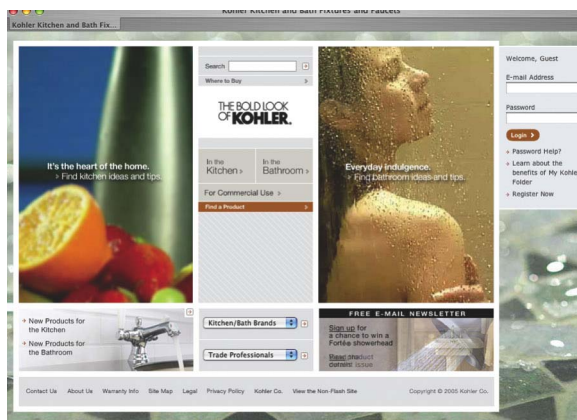 Kohler Kitchen and Bath Fixtures and Faucets
Kohler Kitchen and Bath Fix...
Search
Where to Buy
THE BOLD LOOK
OF KOHLER.
It's the heart of the home.
Find kitchen ideas and tips.
In the
Kitchen
In the
Bathroom
For Commercial Use
Find a Product
Everyday indulgence.
Find bathroom ideas and tips.
Welcome, Guest
E-mail Address
Password
Login
Password Help?
Learn about the
benefits of My Kohle
Folder
Register Now
New Products for
the Kitchen
New Products for
the Bathroom
Kitchen/Bath Brands
Trade Professionals
FREE E-MAIL NEWSLETTER
Sign up for
a chance to win a
Forté showerhead
issue
Contact Us About Us Warranty Info Site Map Legal Privacy Policy Kohler Co. View the Non-Flash Site Copyright © 2005 Kohler Co.